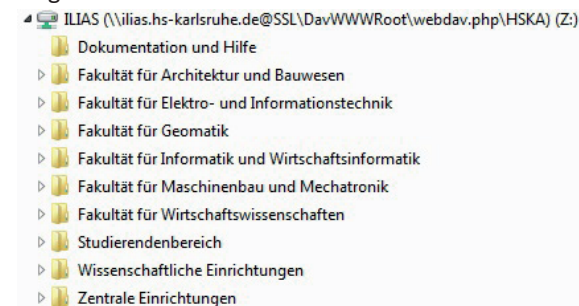 ILIAS (\\ilias.hs-karlsruhe.de@SSL\DavWWWRoot\webdav.php\HSKA) (Z:)
Dokumentation und Hilfe
Fakultät für Architektur und Bauwesen
Fakultät für Elektro- und Informationstechnik
Fakultät für Geomatik
Fakultät für Informatik und Wirtschaftsinformatik
Fakultät für Maschinenbau und Mechatronik
Fakultät für Wirtschaftswissenschaften
Studierendenbereich
Wissenschaftliche Einrichtungen
Zentrale Einrichtungen